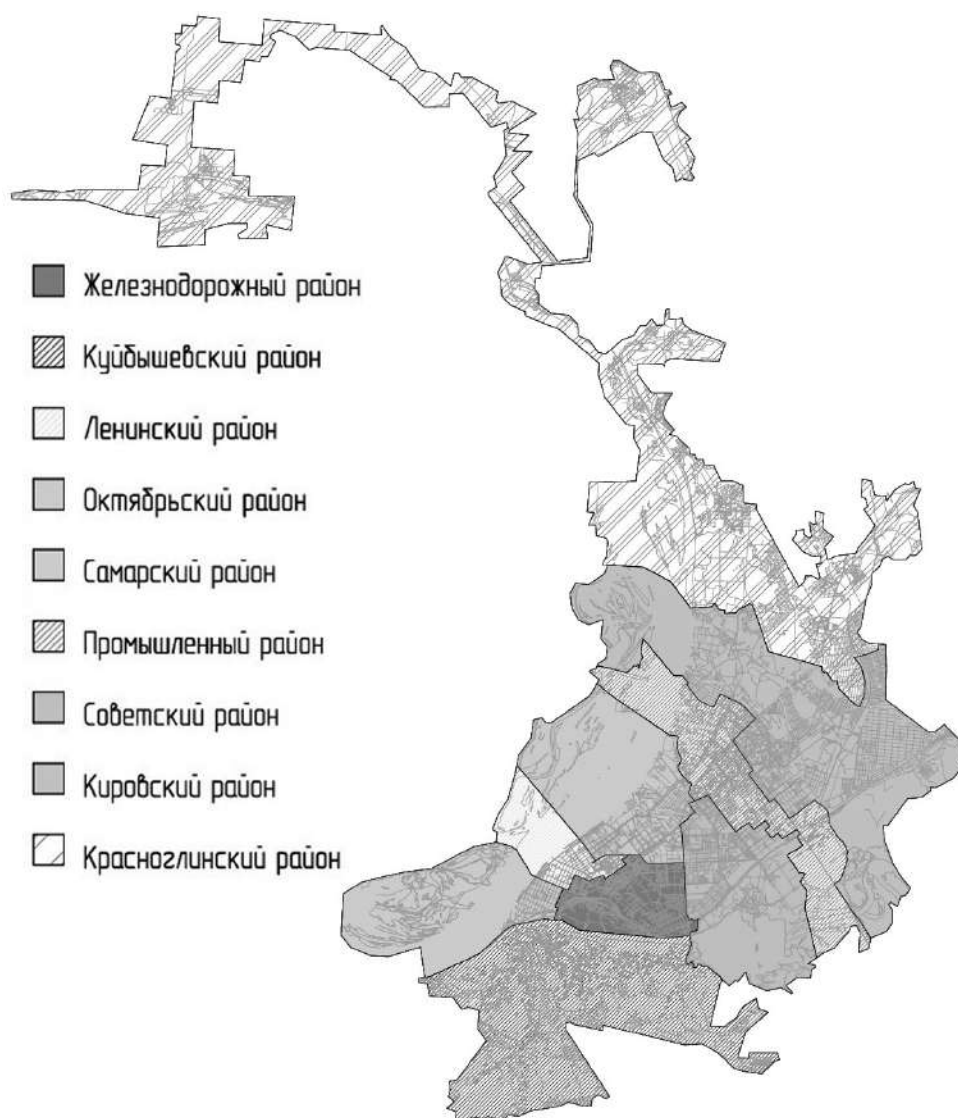 Железнодорожный район
Куйбышевский район
Ленинский район
Октябрьский район
Самарский район
Промышленный район
Советский район
Кировский район
Красноглинский район